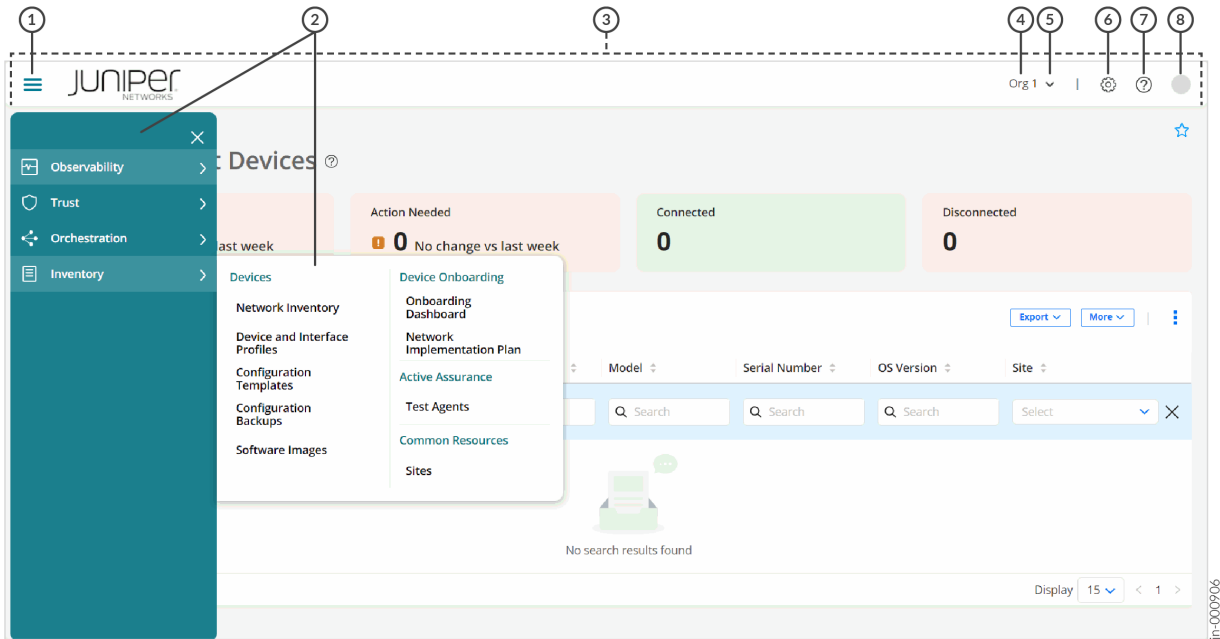 1 2 3 4 5 6 7 8
JUNIPEr
NETWORKS
Org 1
Observability
Trust
Orchestration
Inventory
Devices
Action Needed
0 No change vs last week
Connected
0
Disconnected
0
last week
Devices
Network Inventory
Device and Interface
Profiles
Configuration
Templates
Configuration
Backups
Software Images
Device Onboarding
Onboarding
Dashboard
Network
Implementation Plan
Active Assurance
Test Agents
Common Resources
Sites
Export
More
Model
Serial Number
OS Version
Site
Search
Search
Search
Select
No search results found
Display 15 < 1 >
jn-000906